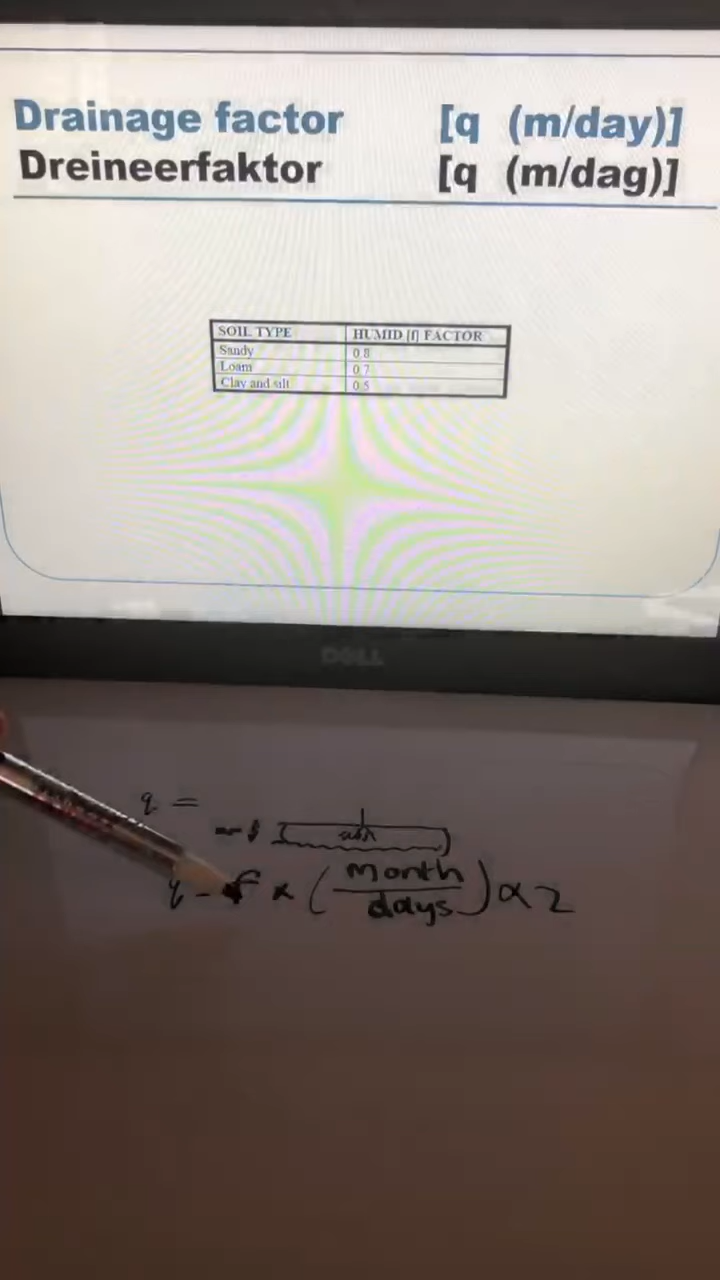 Drainage factor [q (m/day)]
Dreineerfaktor [q (m/dag)]
SOIL TYPE HUMID [f] FACTOR
Sandy 0.8
Loam 0.7
Clay and silt 0.5
DELL
q =
q = f × (month / days) × 2